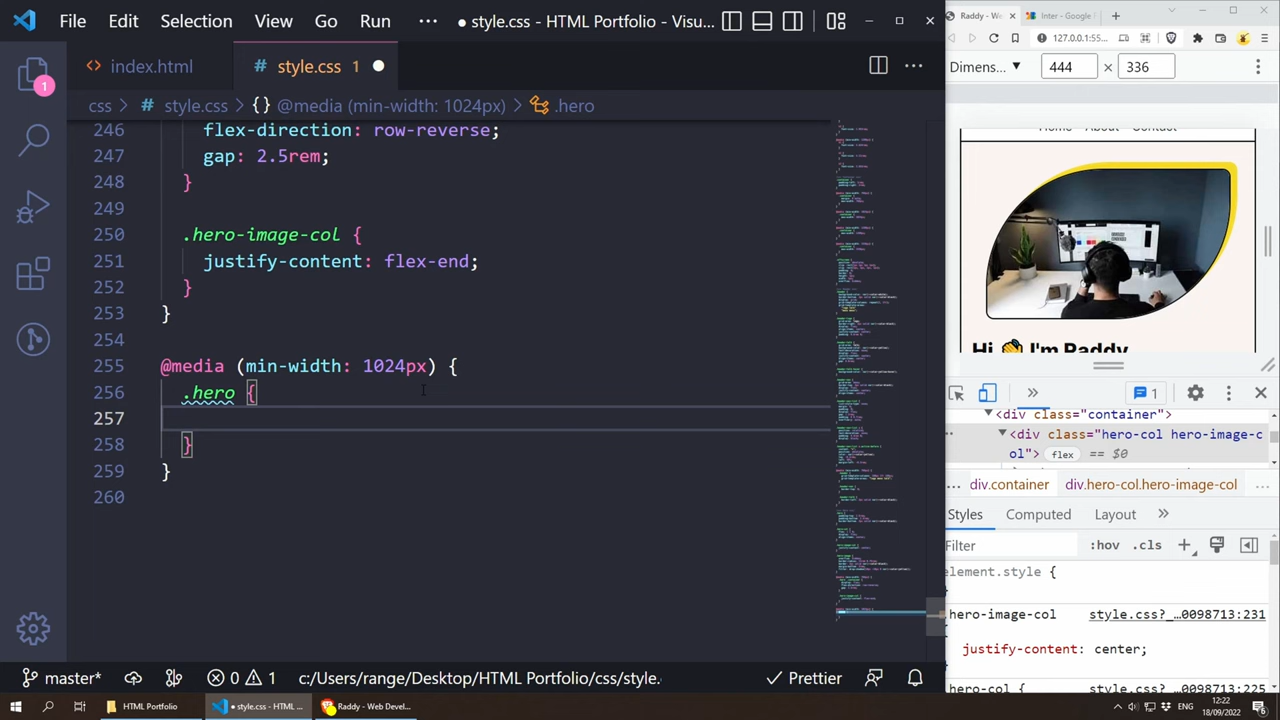 File Edit Selection View Go Run ··· ● style.css - HTML Portfolio - Visu...
index.html
# style.css 1
css > # style.css > {} @media (min-width: 1024px) > .hero
246 flex-direction: row-reverse;
247 gap: 2.5rem;
248 }
249
250 .hero-image-col {
251 justify-content: flex-end;
252 }
253 }
254
255 dia (min-width: 1024px) {
256 .hero {
257
258 }
259 }
260
master* 0 1 c:/Users/range/Desktop/HTML Portfolio/css/style. Prettier
Raddy - We
Inter - Google F
127.0.0.1:55...
Dimens... 444 × 336
Home About Contact
Hi 👋 I'm Raddy
1
<div class="container">
<div class="hero-col hero-image-c
ol"> flex == $0
... div.container div.hero-col.hero-image-col ...
Styles Computed Layout
Filter :hov .cls
element.style {
hero-image-col style.css?_…0098713:231
{
justify-content: center;
}
hero-col { style.css?_…0098713:225
HTML Portfolio
style.css - HTML ...
Raddy - Web Devel...
ENG
12:22
18/09/2022
6